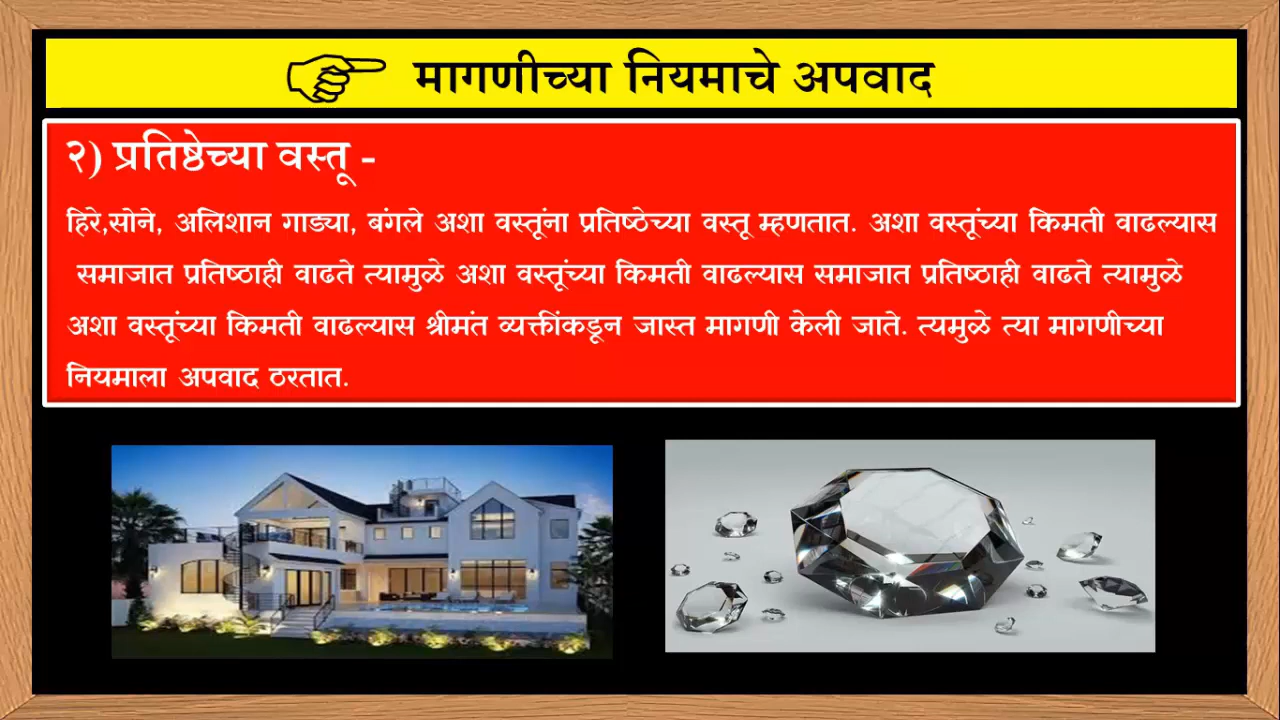 मागणीच्या नियमाचे अपवाद
२) प्रतिष्ठेच्या वस्तू -
हिरे,सोने, अलिशान गाड्या, बंगले अशा वस्तूंना प्रतिष्ठेच्या वस्तू म्हणतात. अशा वस्तूंच्या किमती वाढल्यास
समाजात प्रतिष्ठाही वाढते त्यामुळे अशा वस्तूंच्या किमती वाढल्यास समाजात प्रतिष्ठाही वाढते त्यामुळे
अशा वस्तूंच्या किमती वाढल्यास श्रीमंत व्यक्तींकडून जास्त मागणी केली जाते. त्यमुळे त्या मागणीच्या
नियमाला अपवाद ठरतात.